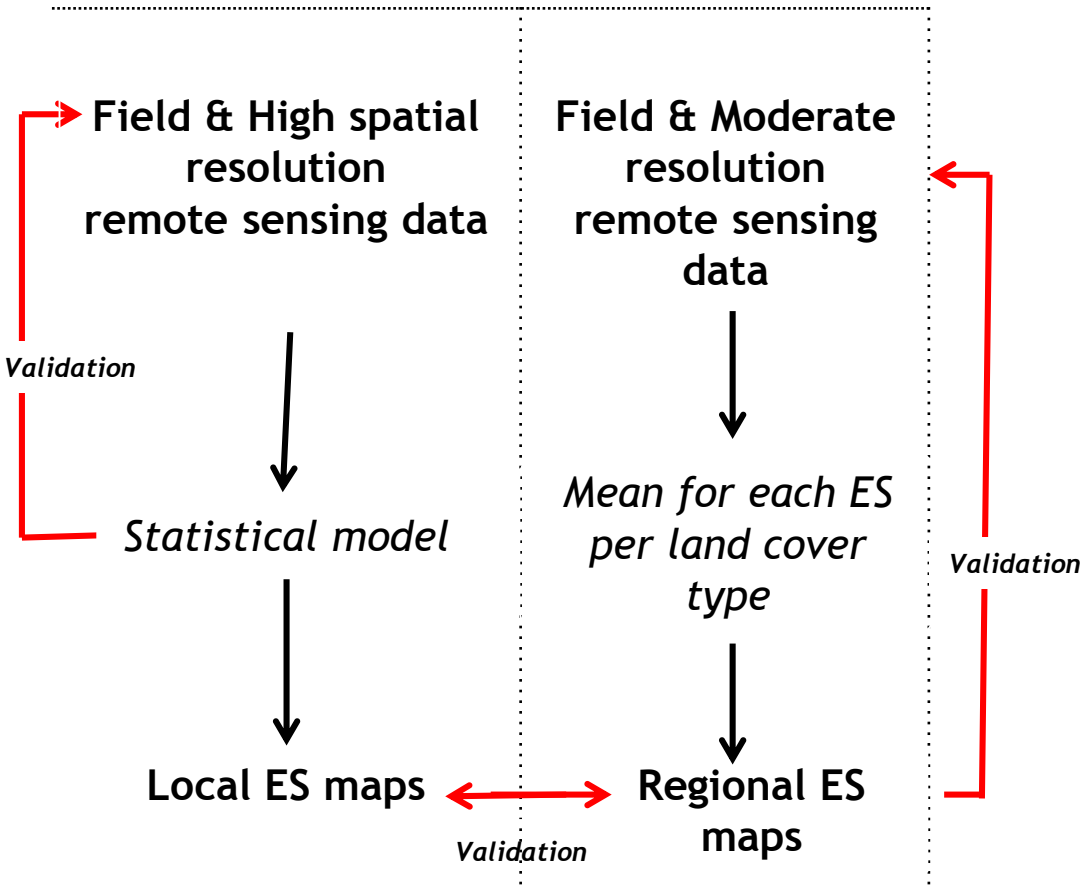 Field & High spatial
resolution
remote sensing data
Validation
Statistical model
Local ES maps
Field & Moderate
resolution
remote sensing
data
Mean for each ES
per land cover
type
Validation
Regional ES
maps
Validation